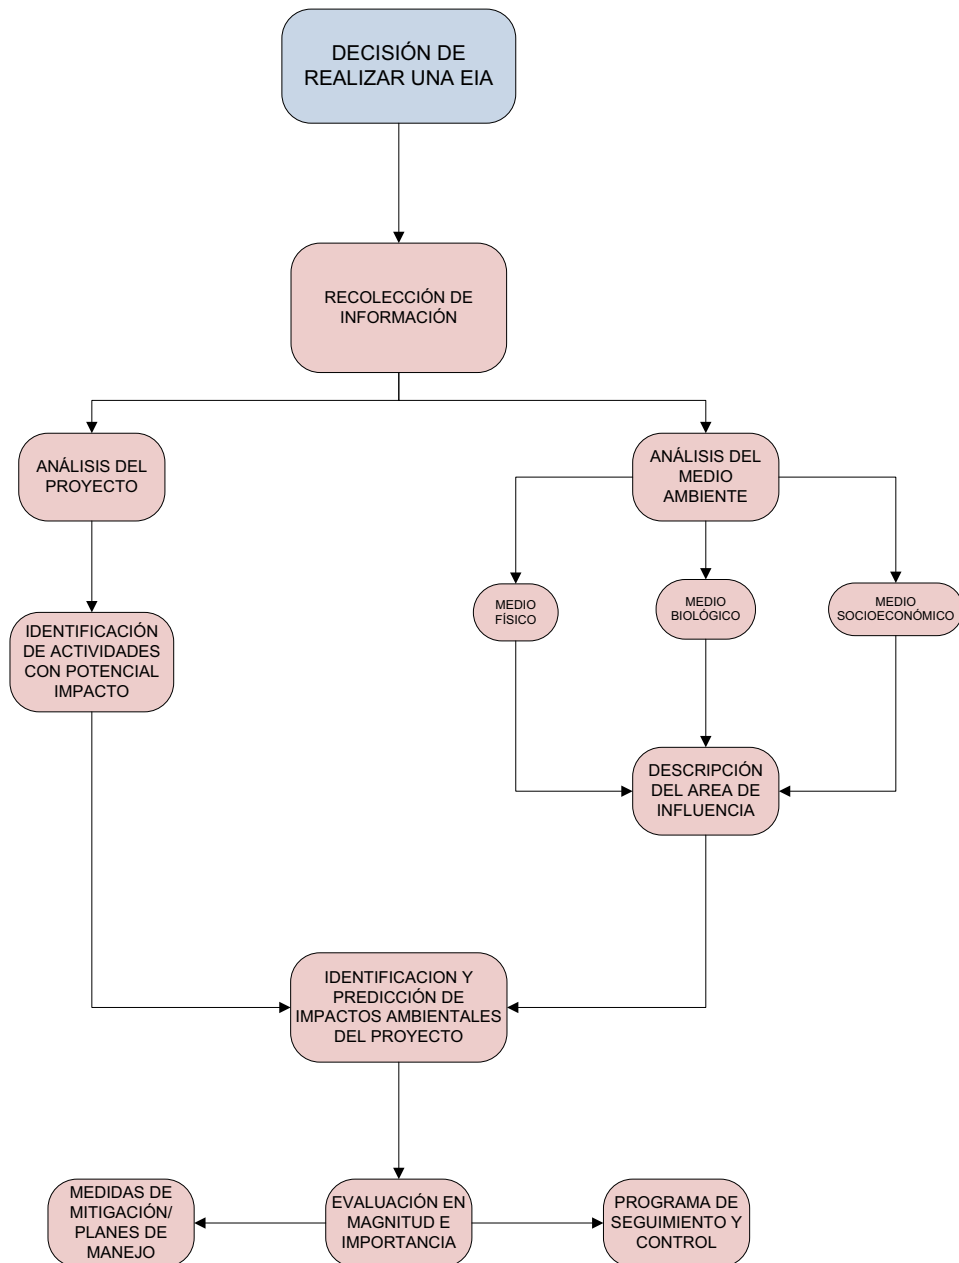 DECISIÓN DE
REALIZAR UNA EIA
RECOLECCIÓN DE
INFORMACIÓN
ANÁLISIS DEL
PROYECTO
ANÁLISIS DEL
MEDIO
AMBIENTE
MEDIO
FÍSICO
MEDIO
BIOLÓGICO
MEDIO
SOCIOECONÓMICO
IDENTIFICACIÓN
DE ACTIVIDADES
CON POTENCIAL
IMPACTO
DESCRIPCIÓN
DEL AREA DE
INFLUENCIA
IDENTIFICACION Y
PREDICCIÓN DE
IMPACTOS AMBIENTALES
DEL PROYECTO
MEDIDAS DE
MITIGACIÓN/
PLANES DE
MANEJO
EVALUACIÓN EN
MAGNITUD E
IMPORTANCIA
PROGRAMA DE
SEGUIMIENTO Y
CONTROL